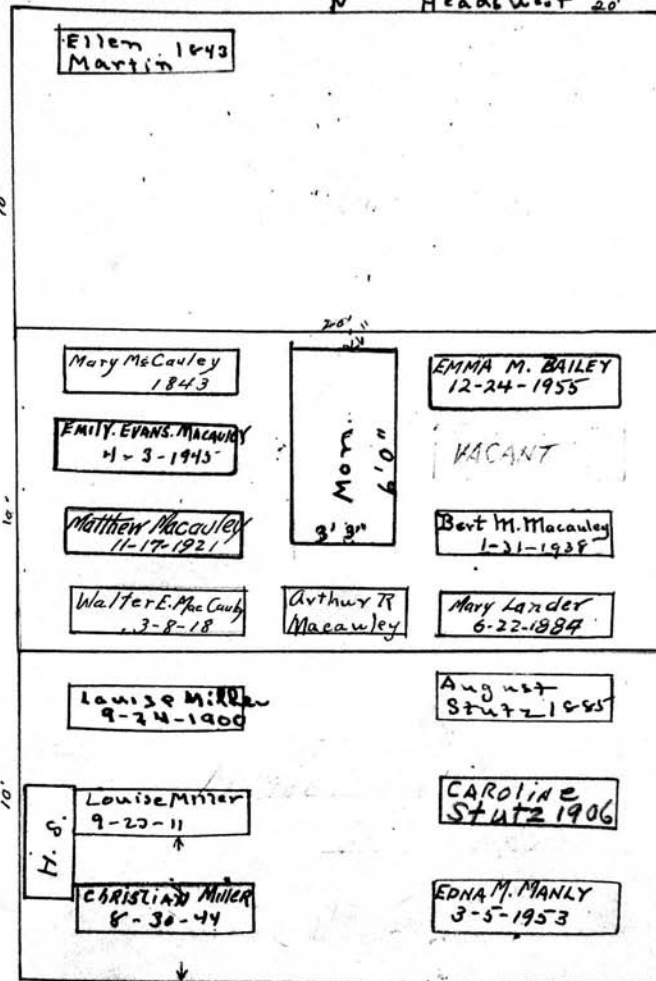 N Heads West 20'
Ellen 1843
Martin
10'
20'
Mary McCauley
1843
EMILY. EVANS. MACAULEY
4-3-1945
Matthew Macauley
11-17-1921
Walter E. Mac Cauly
3-8-18
Mom.
6'0"
3' 3"
Arthur R
Macauley
EMMA M. BAILEY
12-24-1955
VACANT
Bert M. Macauley
1-31-1938
Mary Lander
6-22-1884
10'
Louise Miller
9-24-1900
Louise Miller
9-23-11
H. S.
CHRISTIAN Miller
8-30-44
August
Stutz 1885
CAROLINE
Stutz 1906
EDNA M. MANLY
3-5-1953
10'